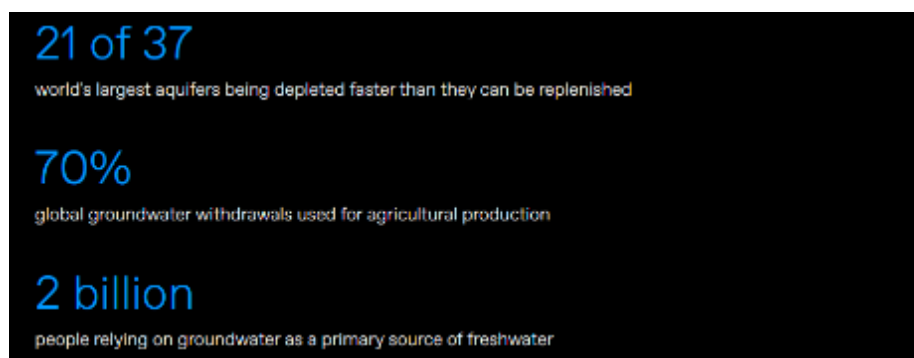 21 of 37
world's largest aquifers being depleted faster than they can be replenished
70%
global groundwater withdrawals used for agricultural production
2 billion
people relying on groundwater as a primary source of freshwater